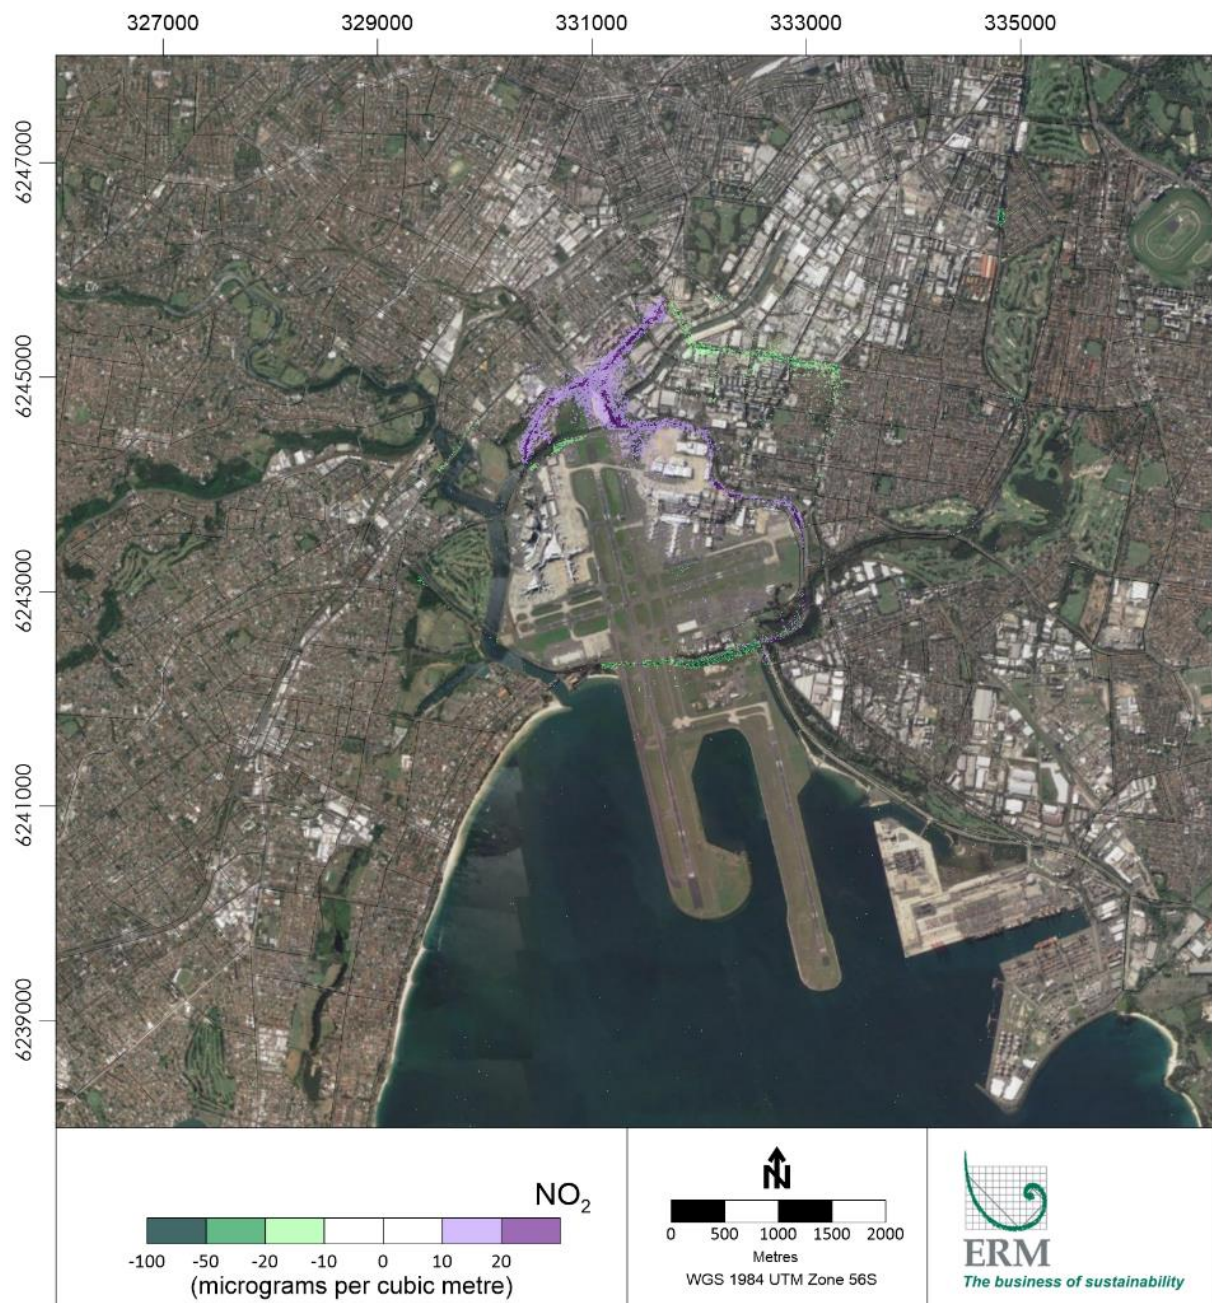 327000 329000 331000 333000 335000
6247000
6245000
6243000
6241000
6239000
NO₂
-100 -50 -20 -10 0 10 20
(micrograms per cubic metre)
N
0 500 1000 1500 2000
Metres
WGS 1984 UTM Zone 56S
ERM
The business of sustainability